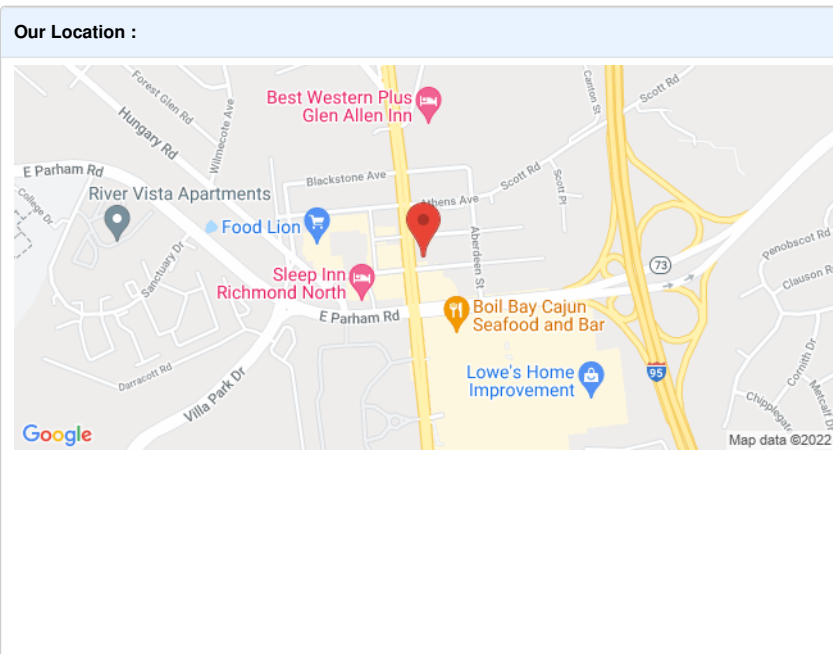 Our Location :
Forest Glen Rd
Hungary Rd
Wilmecote Ave
Best Western Plus
Glen Allen Inn
Canton St
Scott Rd
E Parham Rd
Blackstone Ave
Scott Rd
Scott Pl
College Dr
River Vista Apartments
Athens Ave
Food Lion
Aberdeen St
Penobscot Rd
Sanctuary Dr
Sleep Inn
Richmond North
73
Clauson R
E Parham Rd
Boil Bay Cajun
Seafood and Bar
Darracott Rd
Villa Park Dr
Lowe's Home
Improvement
95
Cornith Dr
Metcalf Dr
Chipplegate
Google
Map data ©2022